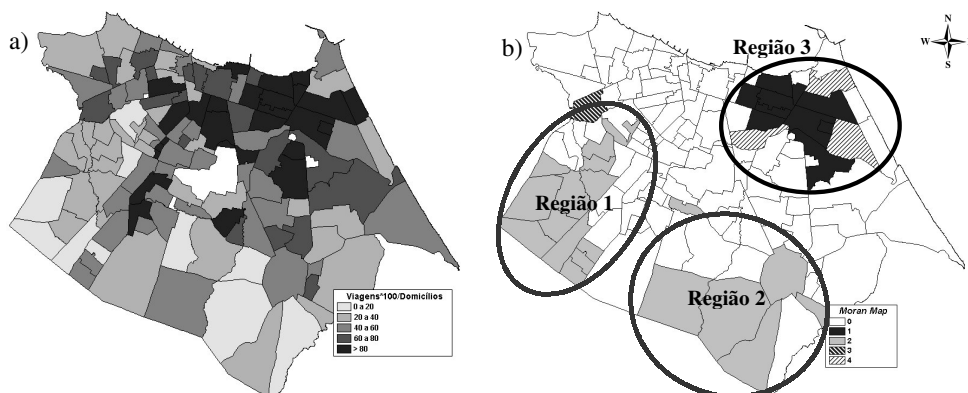 a)
Viagens*100/Domicílios
0 a 20
20 a 40
40 a 60
60 a 80
> 80
b)
Região 3
N
W
E
S
Região 1
Região 2
Moran Map
0
1
2
3
4